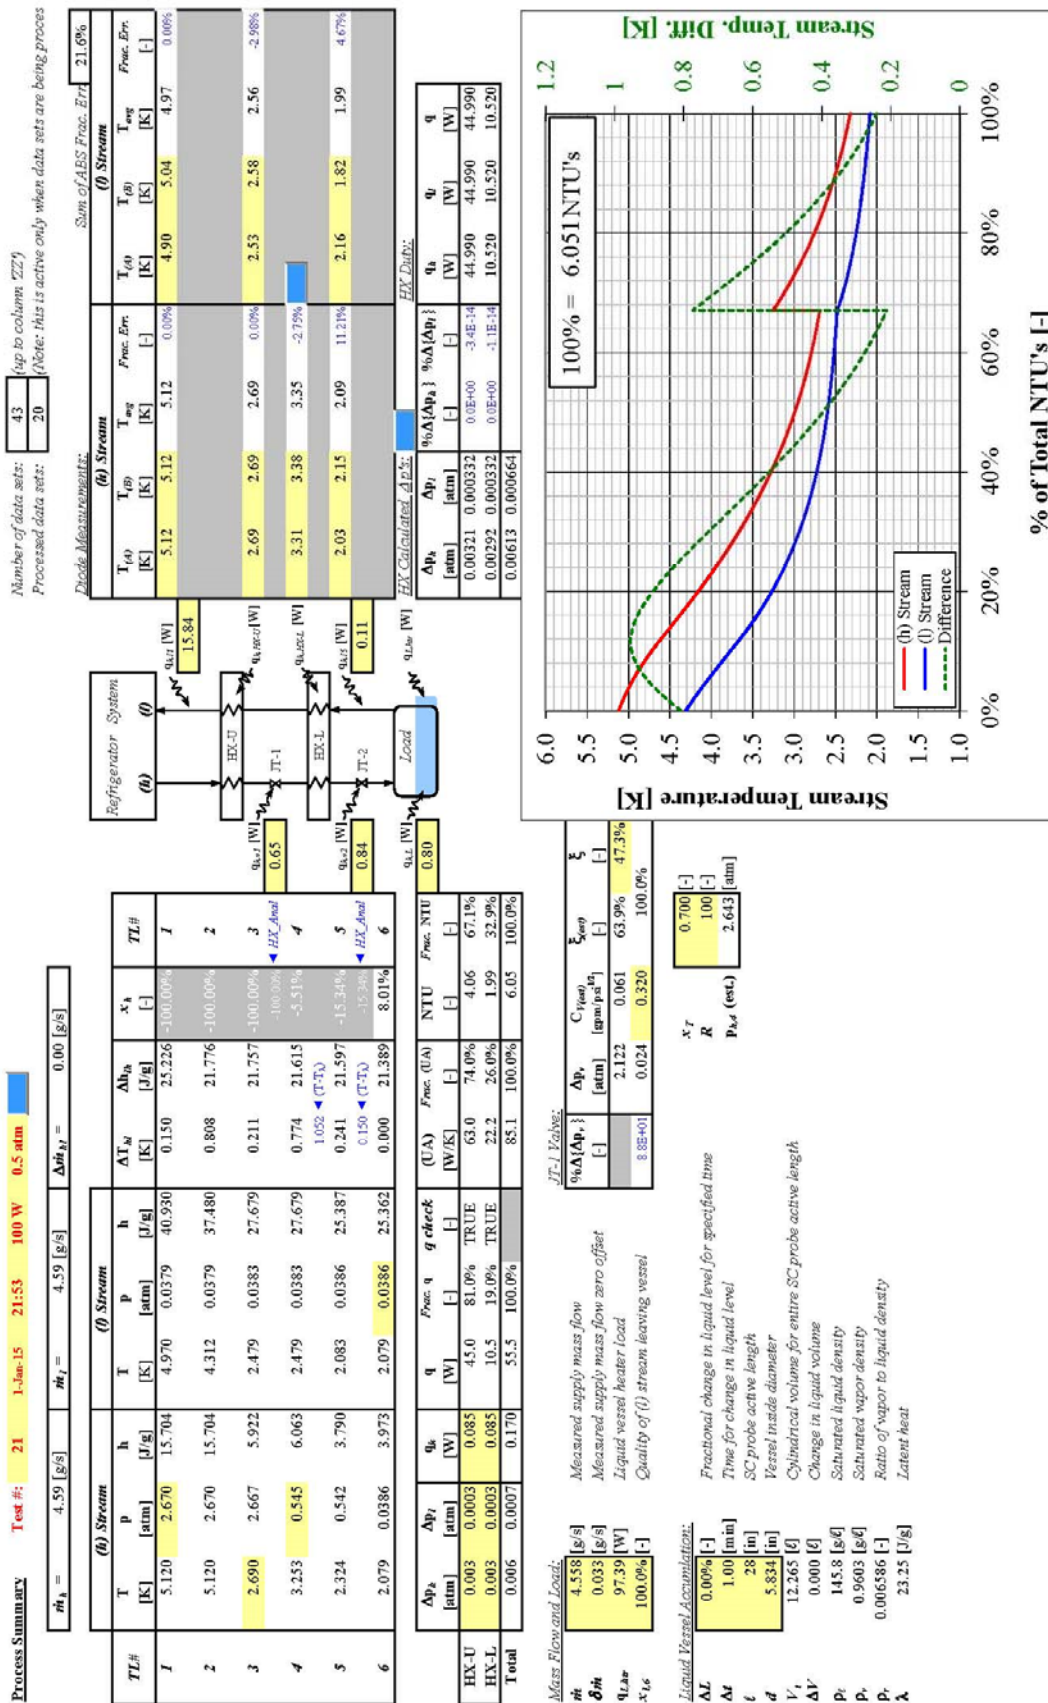 Process Summary Test #: 21 1-Jan-15 21:53 100 W 0.5 atm
ṁh = 4.59 [g/s] ṁl = 4.59 [g/s] Δṁhl = 0.00 [g/s]
(h) Stream (l) Stream
TL# T p h T p h ΔThl Δhlh xh TL#
[K] [atm] [J/g] [K] [atm] [J/g] [K] [J/g] [-]
1 5.120 2.670 15.704 4.970 0.0379 40.930 0.150 25.226 -100.00% 1
2 5.120 2.670 15.704 4.312 0.0379 37.480 0.808 21.776 -100.00% 2
3 2.690 2.667 5.922 2.479 0.0383 27.679 0.211 21.757 -100.00% 3
-100.00% ◄ HX_Anal
4 3.253 0.545 6.063 2.479 0.0383 27.679 0.774 21.615 -5.51% 4
1.052 ◄ (T-Tλ)
5 2.324 0.542 3.790 2.083 0.0386 25.387 0.241 21.597 -15.34% 5
0.150 ◄ (T-Tλ) -15.34% ◄ HX_Anal
6 2.079 0.0386 3.973 2.079 0.0386 25.362 0.000 21.389 8.01% 6
Δph Δpl qk q Frac. q q check (UA) Frac. (UA) NTU Frac. NTU
[atm] [atm] [W] [W] [-] [-] [W/K] [-] [-] [-]
HX-U 0.003 0.0003 0.085 45.0 81.0% TRUE 63.0 74.0% 4.06 67.1%
HX-L 0.003 0.0003 0.085 10.5 19.0% TRUE 22.2 26.0% 1.99 32.9%
Total 0.006 0.0007 0.170 55.5 100.0% 85.1 100.0% 6.05 100.0%
Mass Flow and Load:
ṁ 4.558 [g/s] Measured supply mass flow
δṁ 0.033 [g/s] Measured supply mass flow zero offset
qL,htr 97.39 [W] Liquid vessel heater load
xL6 100.0% [-] Quality of (l) stream leaving vessel
Liquid Vessel Accumlation:
ΔL 0.00% [-] Fractional change in liquid level for specified time
Δt 1.00 [min] Time for change in liquid level
ℓ 28 [in] SC probe active length
d 5.834 [in] Vessel inside diameter
V 12.265 [ℓ] Cylindrical volume for entire SC probe active length
ΔV 0.000 [ℓ] Change in liquid volume
ρℓ 145.8 [g/ℓ] Saturated liquid density
ρv 0.9603 [g/ℓ] Saturated vapor density
ρr 0.006586 [-] Ratio of vapor to liquid density
λ 23.25 [J/g] Latent heat
JT-1 Valve:
%Δ{Δpv} Δpv CV(est) ξ(est) ξ
[-] [atm] [gpm/psi^1/2] [-] [-]
2.122 0.061 63.9% 47.3%
8.8E+01 0.024 0.320 100.0%
xT 0.700 [-]
R 100 [-]
ph,4 (est.) 2.643 [atm]
Refrigerator System
(h) (l)
qk,l1 [W]
15.84
HX-U
qk,HX-U [W]
JT-1
qk,v1 [W]
0.65
HX-L
qk,HX-L [W]
JT-2
qk,v2 [W]
0.84
qk,l5 [W]
0.11
Load
qk,L [W]
0.80
qL,htr [W]
Number of data sets: 43 (up to column 'ZZ')
Processed data sets: 20 (Note: this is active only when data sets are being proces
Diode Measurements: Sum of ABS Frac. Err. 21.6%
(h) Stream (l) Stream
T(A) T(B) Tavg Frac. Err. T(A) T(B) Tavg Frac. Err.
[K] [K] [K] [-] [K] [K] [K] [-]
5.12 5.12 5.12 0.00% 4.90 5.04 4.97 0.00%
2.69 2.69 2.69 0.00% 2.53 2.58 2.56 -2.98%
3.31 3.38 3.35 -2.75%
2.03 2.15 2.09 11.21% 2.16 1.82 1.99 4.67%
HX Calculated Δp's: HX Duty:
Δph Δpl %Δ{Δph} %Δ{Δpl} qh ql q
[atm] [atm] [-] [-] [W] [W] [W]
0.00321 0.000332 0.0E+00 -3.4E-14 44.990 44.990 44.990
0.00292 0.000332 0.0E+00 -1.1E-14 10.520 10.520 10.520
0.00613 0.000664
Stream Temperature [K]
6.0
5.5
5.0
4.5
4.0
3.5
3.0
2.5
2.0
1.5
1.0
100% = 6.051NTU's
(h) Stream
(l) Stream
Difference
0% 20% 40% 60% 80% 100%
% of Total NTU's [-]
Stream Temp. Diff. [K]
1.2
1
0.8
0.6
0.4
0.2
0